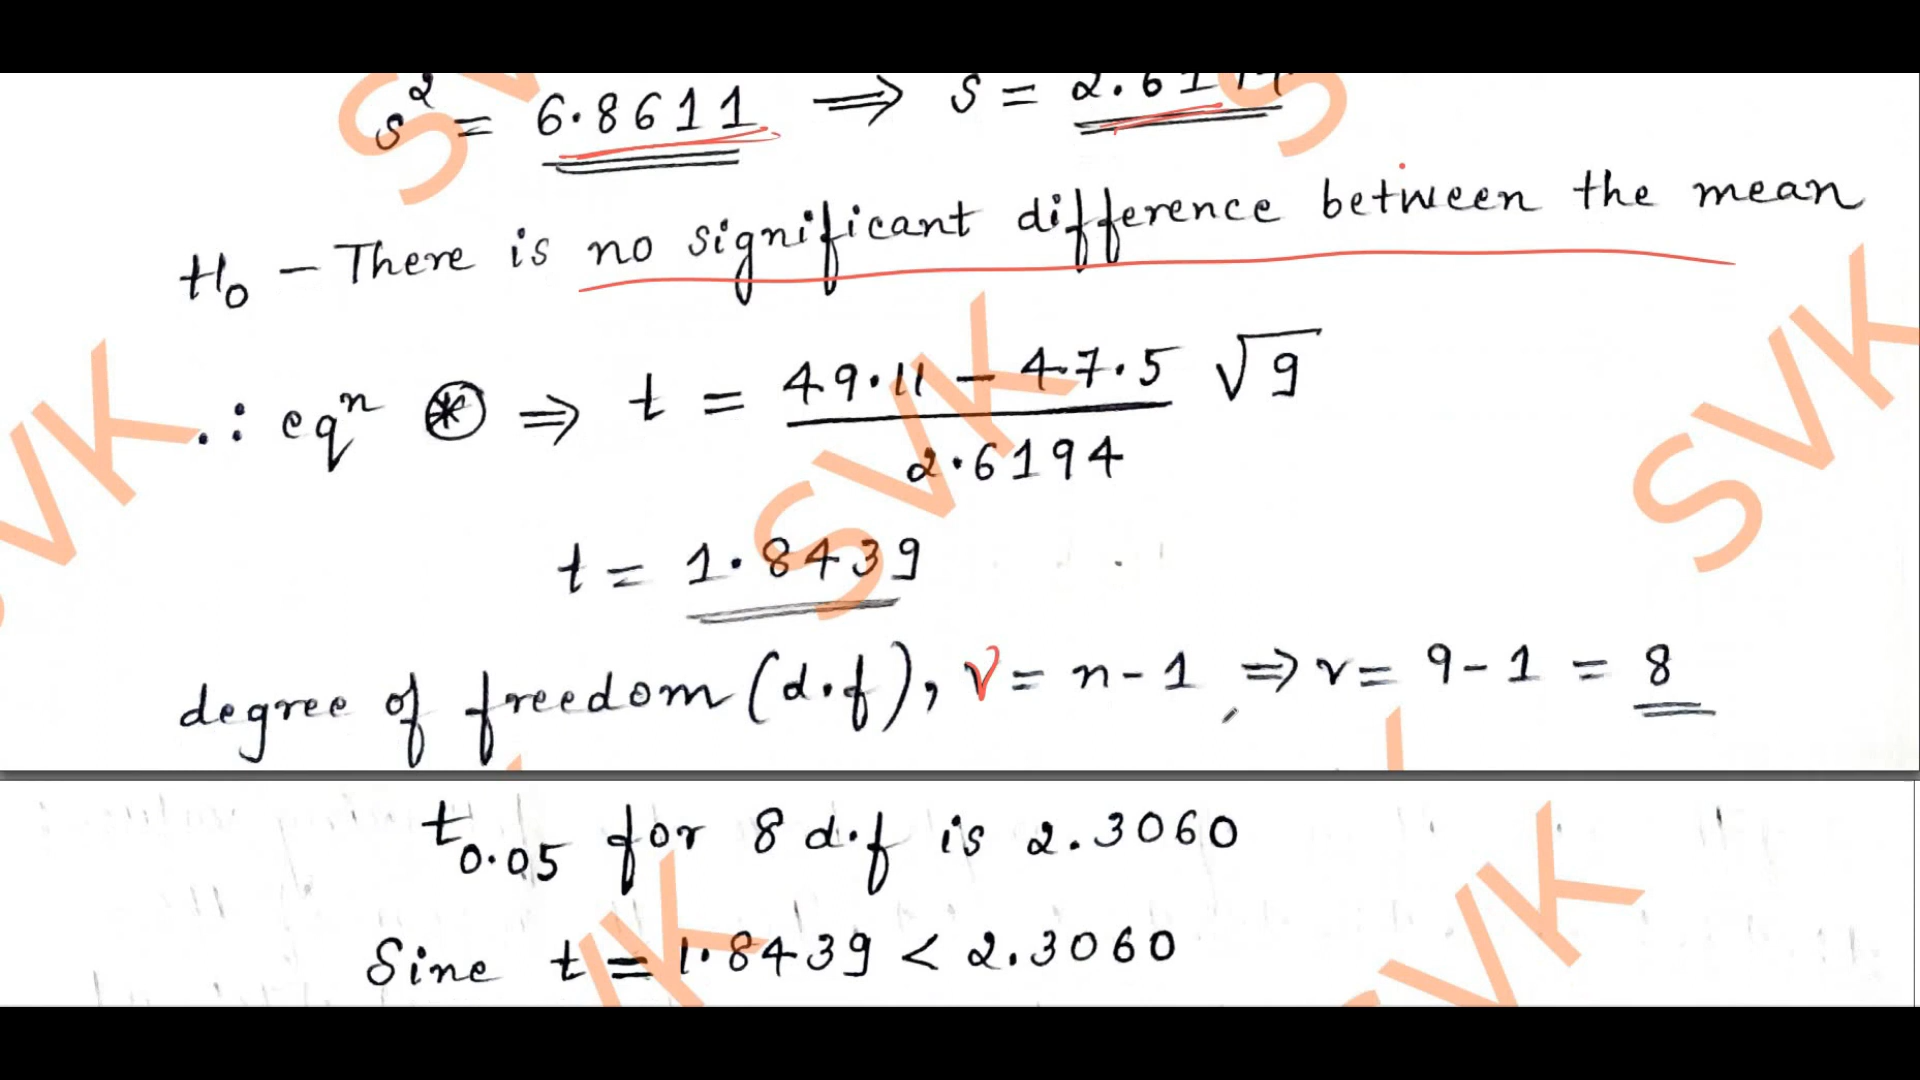 s² = 6.8611 ⟹ s = 2.6194
H₀ – There is no significant difference between the mean
∴ eqⁿ ⊛ ⟹ t = (49.11 – 47.5)/2.6194 √9
t = 1.8439
degree of freedom (d.f), ν = n - 1 ⟹ ν = 9 - 1 = 8
t₀.₀₅ for 8 d.f is 2.3060
Sine t = 1.8439 < 2.3060
SVK
SVK
SVK
SVK
SVK